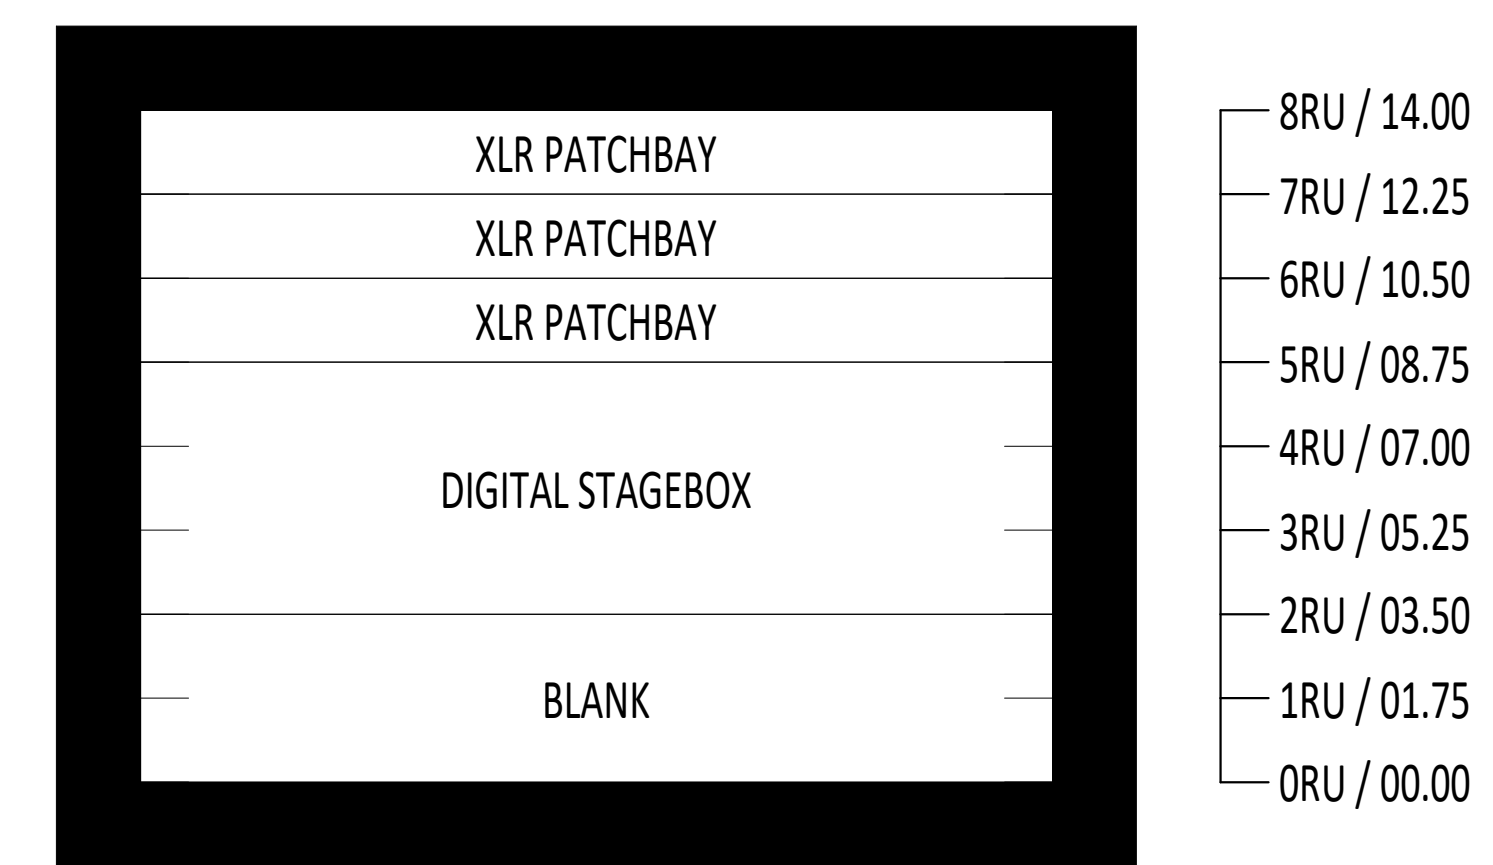 XLR PATCHBAY
XLR PATCHBAY
XLR PATCHBAY
DIGITAL STAGEBOX
BLANK
8RU / 14.00
7RU / 12.25
6RU / 10.50
5RU / 08.75
4RU / 07.00
3RU / 05.25
2RU / 03.50
1RU / 01.75
0RU / 00.00